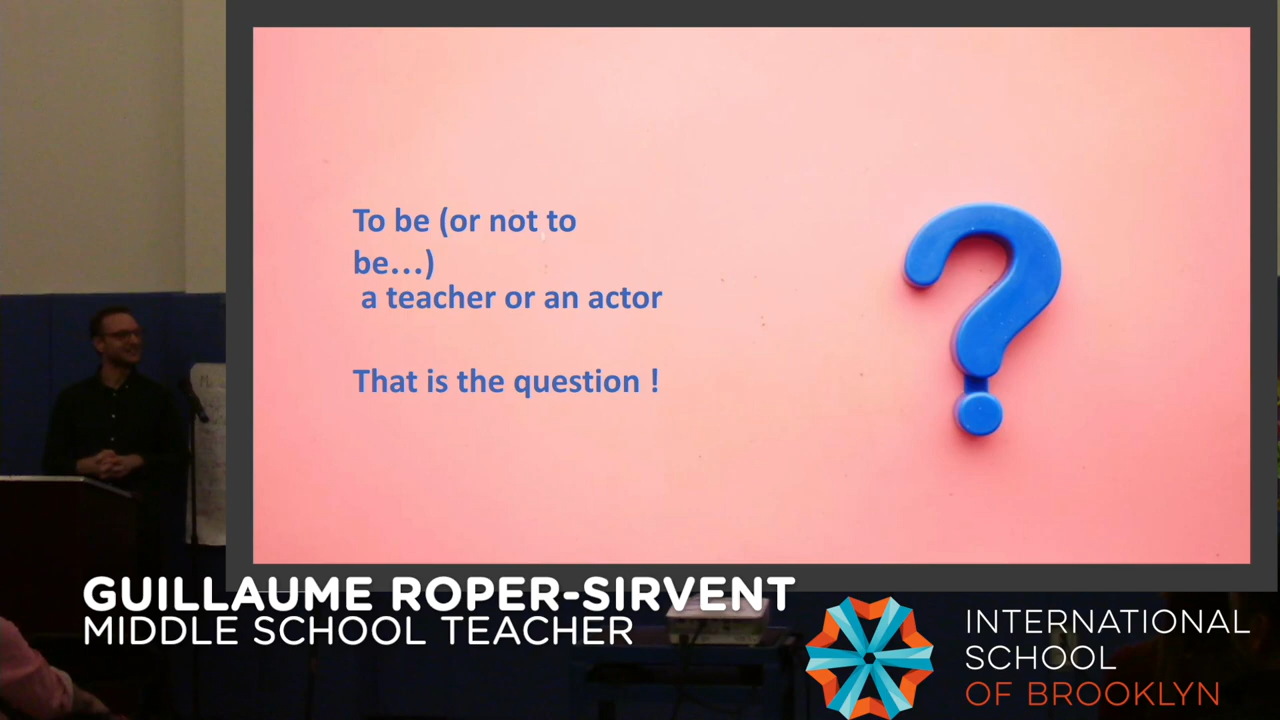 To be (or not to
be...)
a teacher or an actor
That is the question !
GUILLAUME ROPER-SIRVENT
MIDDLE SCHOOL TEACHER
INTERNATIONAL
SCHOOL
OF BROOKLYN